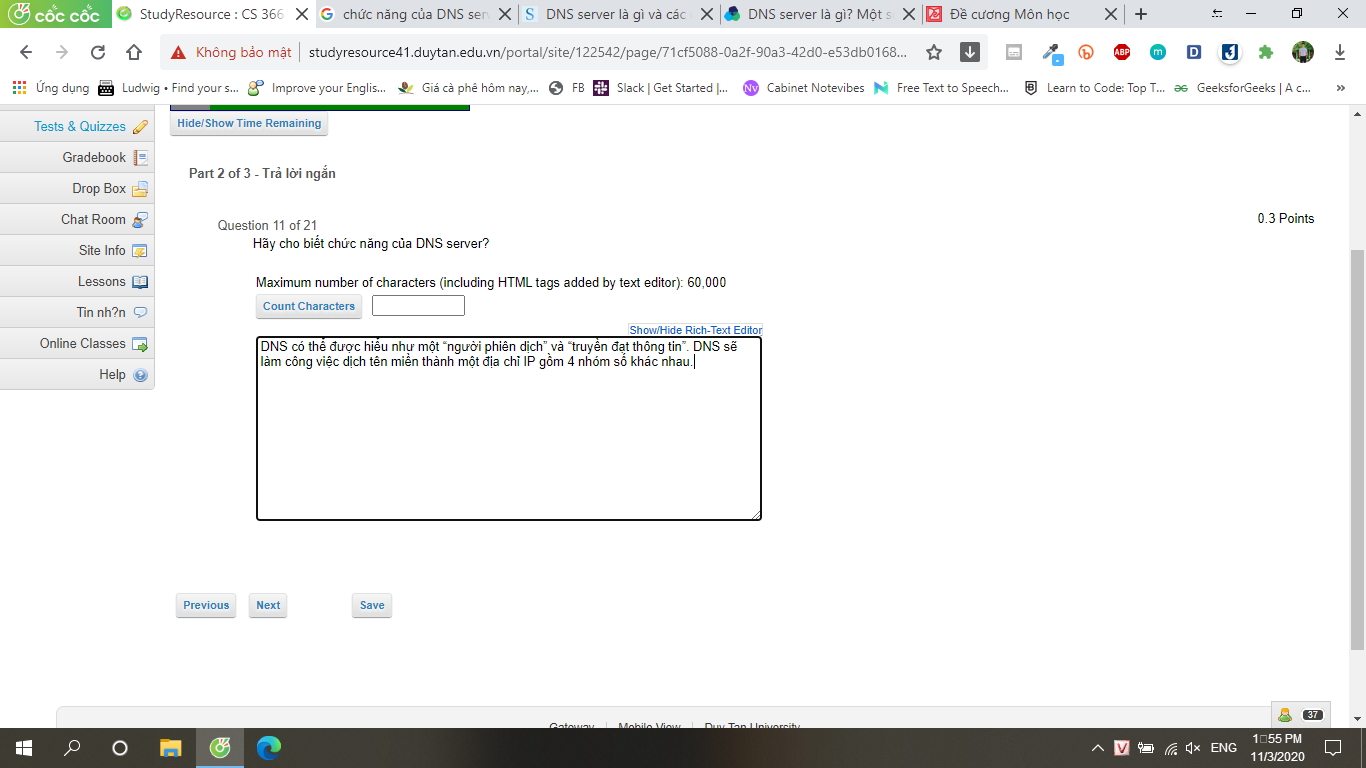 cốc cốc
StudyResource : CS 366
chức năng của DNS ser
DNS server là gì và các
DNS server là gì? Một s
Đề cương Môn học
Không bảo mật
studyresource41.duytan.edu.vn/portal/site/122542/page/71cf5088-0a2f-90a3-42d0-e53db0168...
ABP
Ứng dụng
Ludwig • Find your s...
Improve your Englis...
Giá cà phê hôm nay,...
FB
Slack | Get Started |...
Cabinet Notevibes
Free Text to Speech...
Learn to Code: Top T...
GeeksforGeeks | A c...
Tests & Quizzes
Gradebook
Drop Box
Chat Room
Site Info
Lessons
Tin nh?n
Online Classes
Help
Hide/Show Time Remaining
Part 2 of 3 - Trả lời ngắn
Question 11 of 21
0.3 Points
Hãy cho biết chức năng của DNS server?
Maximum number of characters (including HTML tags added by text editor): 60,000
Count Characters
Show/Hide Rich-Text Editor
DNS có thể được hiểu như một “người phiên dịch” và “truyền đạt thông tin”. DNS sẽ
làm công việc dịch tên miền thành một địa chỉ IP gồm 4 nhóm số khác nhau.
Previous
Next
Save
Gateway
Mobile View
Duy Tan University
37
ENG
1:55 PM
11/3/2020